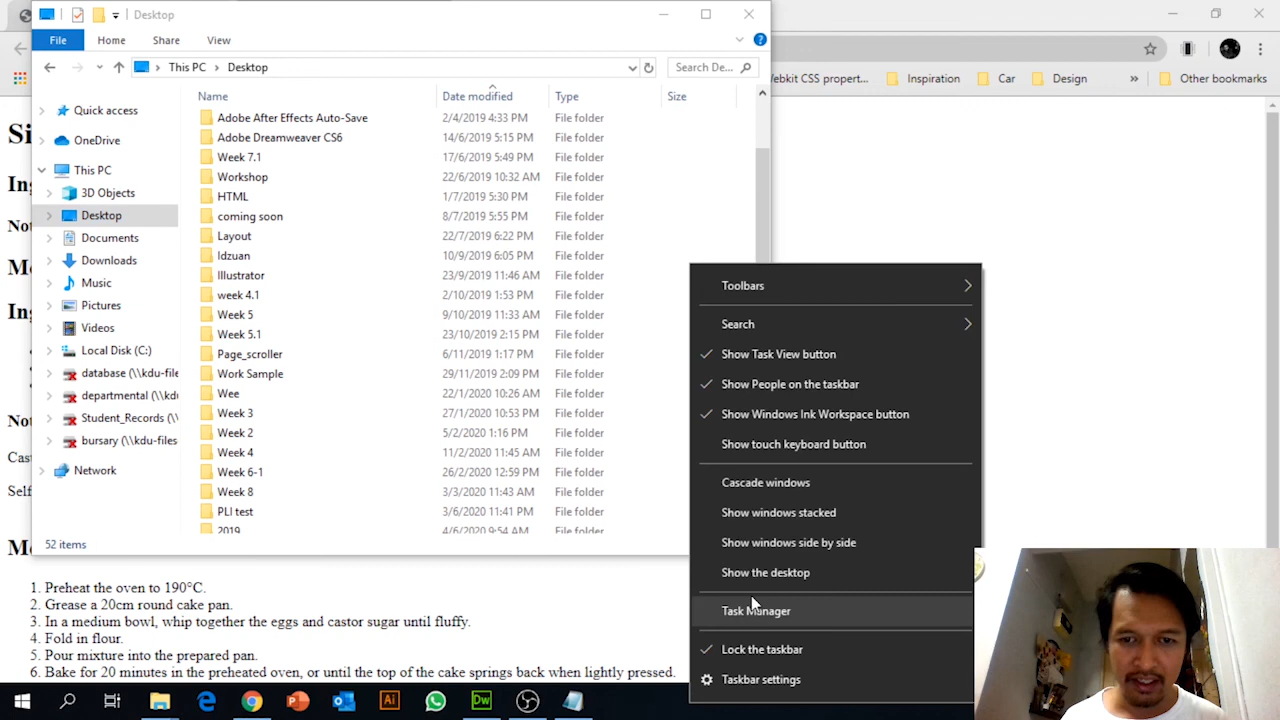 Desktop
File Home Share View
This PC Desktop Search De...
Webkit CSS propert... Inspiration Car Design » Other bookmarks
Name Date modified Type Size
Adobe After Effects Auto-Save 2/4/2019 4:33 PM File folder
Adobe Dreamweaver CS6 14/6/2019 5:15 PM File folder
Week 7.1 17/6/2019 5:49 PM File folder
Workshop 22/6/2019 10:32 AM File folder
HTML 1/7/2019 5:30 PM File folder
coming soon 8/7/2019 5:55 PM File folder
Layout 22/7/2019 6:22 PM File folder
Idzuan 10/9/2019 6:05 PM File folder
Illustrator 23/9/2019 11:46 AM File folder
week 4.1 2/10/2019 1:53 PM File folder
Week 5 9/10/2019 11:33 AM File folder
Week 5.1 23/10/2019 2:15 PM File folder
Page_scroller 6/11/2019 1:17 PM File folder
Work Sample 29/11/2019 2:09 PM File folder
Wee 22/1/2020 10:26 AM File folder
Week 3 27/1/2020 10:53 PM File folder
Week 2 5/2/2020 1:16 PM File folder
Week 4 11/2/2020 11:45 AM File folder
Week 6-1 26/2/2020 12:59 PM File folder
Week 8 3/3/2020 11:43 AM File folder
PLI test 3/6/2020 11:41 PM File folder
2019 4/6/2020 9:54 AM File folder
Quick access
OneDrive
This PC
3D Objects
Desktop
Documents
Downloads
Music
Pictures
Videos
Local Disk (C:)
database (\\kdu-file
departmental (\\kd
Student_Records (\\
bursary (\\kdu-files
Network
52 items
Toolbars
Search
Show Task View button
Show People on the taskbar
Show Windows Ink Workspace button
Show touch keyboard button
Cascade windows
Show windows stacked
Show windows side by side
Show the desktop
Task Manager
Lock the taskbar
Taskbar settings
Si
Ing
Not
Me
Ing
Not
Cas
Self
Me
1. Preheat the oven to 190°C.
2. Grease a 20cm round cake pan.
3. In a medium bowl, whip together the eggs and castor sugar until fluffy.
4. Fold in flour.
5. Pour mixture into the prepared pan.
6. Bake for 20 minutes in the preheated oven, or until the top of the cake springs back when lightly pressed.
Ai
Dw